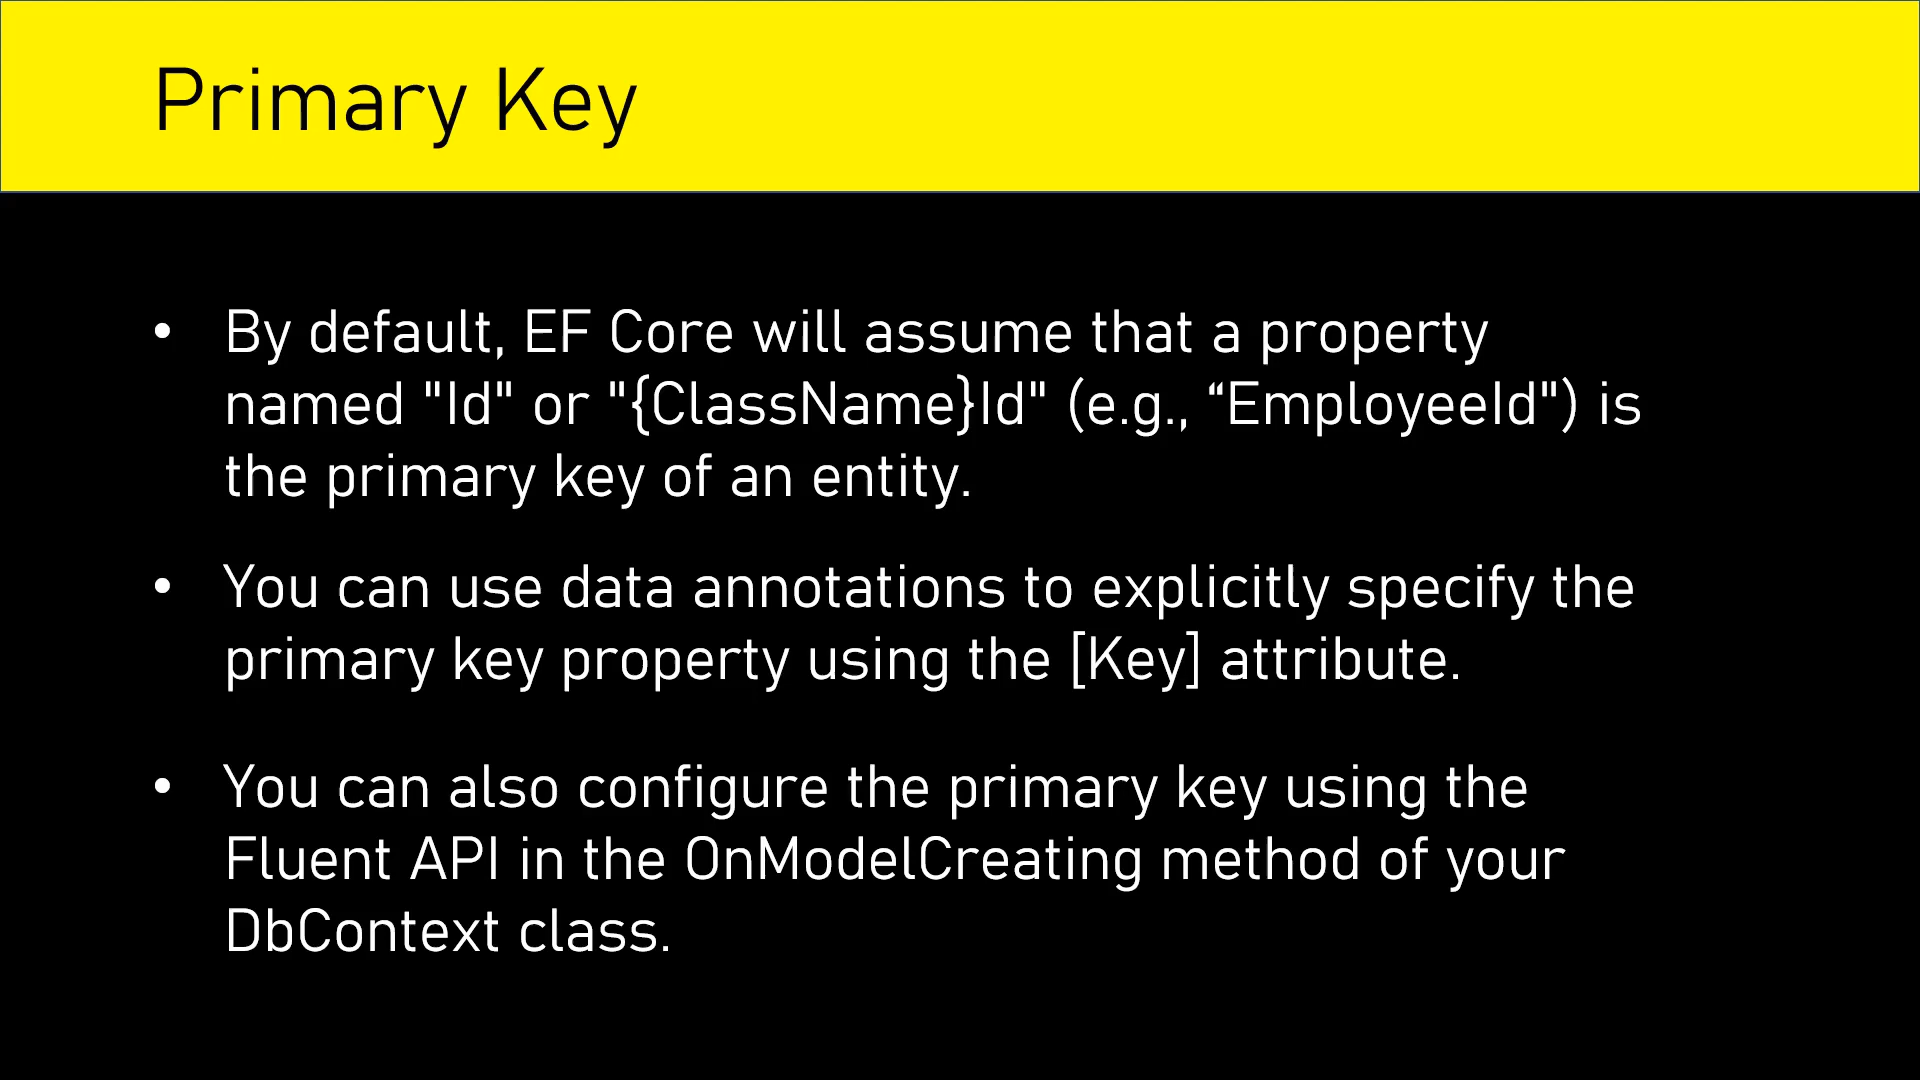 Primary Key
• By default, EF Core will assume that a property
named "Id" or "{ClassName}Id" (e.g., “EmployeeId") is
the primary key of an entity.
• You can use data annotations to explicitly specify the
primary key property using the [Key] attribute.
• You can also configure the primary key using the
Fluent API in the OnModelCreating method of your
DbContext class.